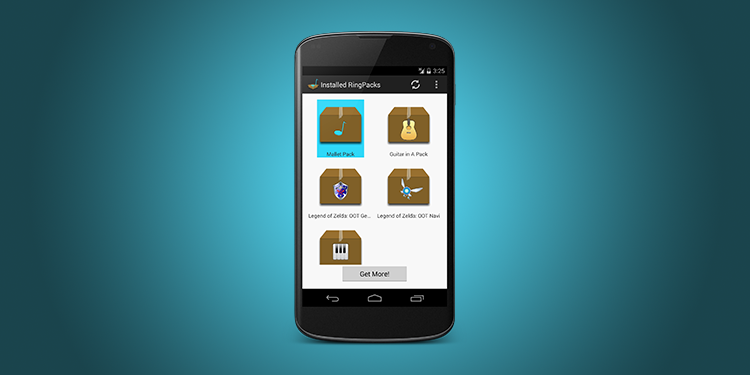 3:25
Installed RingPacks
Mallet Pack
Guitar in A Pack
Legend of Zelda: OOT Ge...
Legend of Zelda: OOT Navi
Get More!